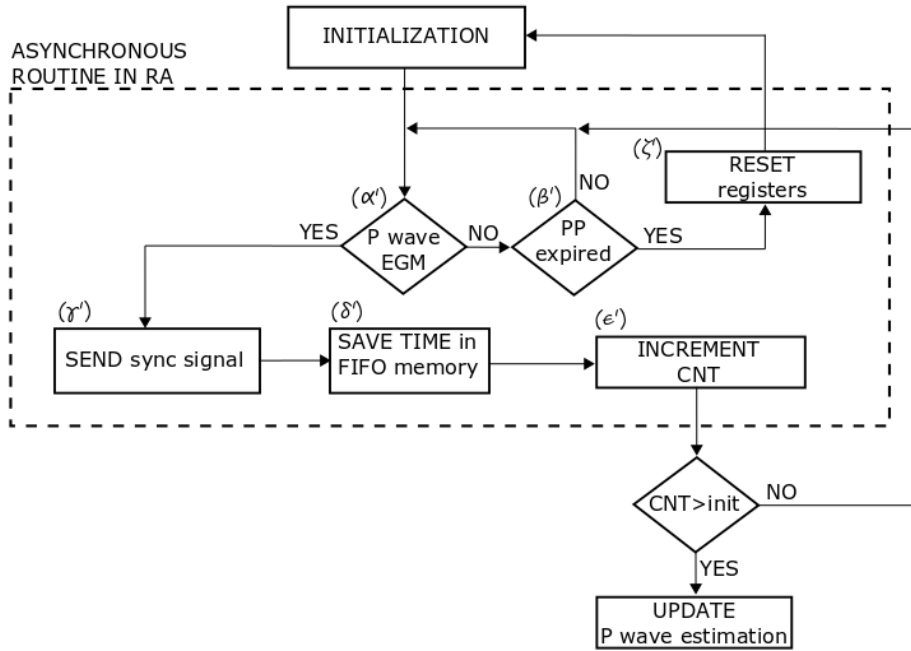 INITIALIZATION
ASYNCHRONOUS
ROUTINE IN RA
(ζ')
RESET
registers
(α')
P wave
EGM
YES
NO
(β')
PP
expired
NO
YES
(γ')
SEND sync signal
(δ')
SAVE TIME in
FIFO memory
(ϵ')
INCREMENT
CNT
CNT>init
NO
YES
UPDATE
P wave estimation